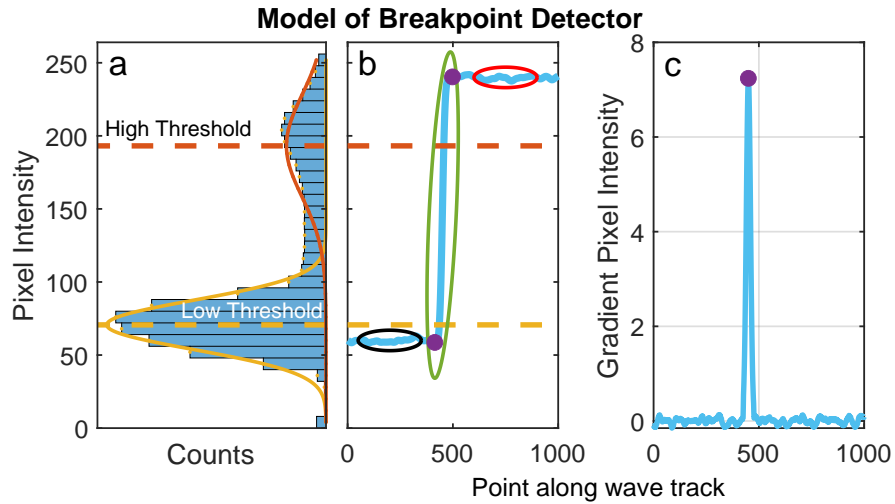 Model of Breakpoint Detector
a
b
c
Pixel Intensity
250
200
150
100
50
0
High Threshold
Low Threshold
Counts
0
500
1000
Point along wave track
Gradient Pixel Intensity
8
6
4
2
0
0
500
1000